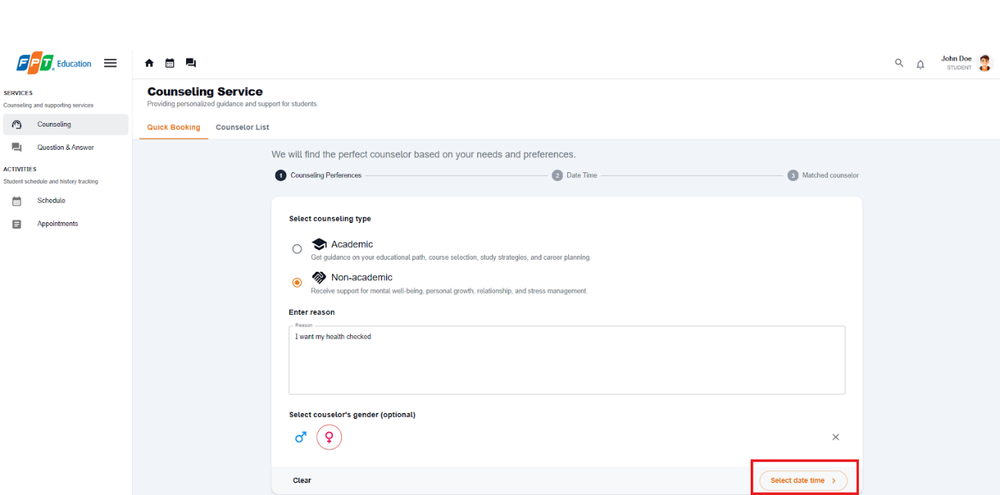 FPT Education
John Doe
STUDENT
SERVICES
Counseling and supporting services
Counseling
Question & Answer
ACTIVITIES
Student schedule and history tracking
Schedule
Appointments
Counseling Service
Providing personalized guidance and support for students.
Quick Booking Counselor List
We will find the perfect counselor based on your needs and preferences.
1 Counseling Perferences 2 Date Time 3 Matched counselor
Select counseling type
Academic
Get guidance on your educational path, course selection, study strategies, and career planning.
Non-academic
Receive support for mental well-being, personal growth, relationship, and stress management.
Enter reason
Reason
I want my health checked
Select couselor's gender (optional)
Clear
Select date time